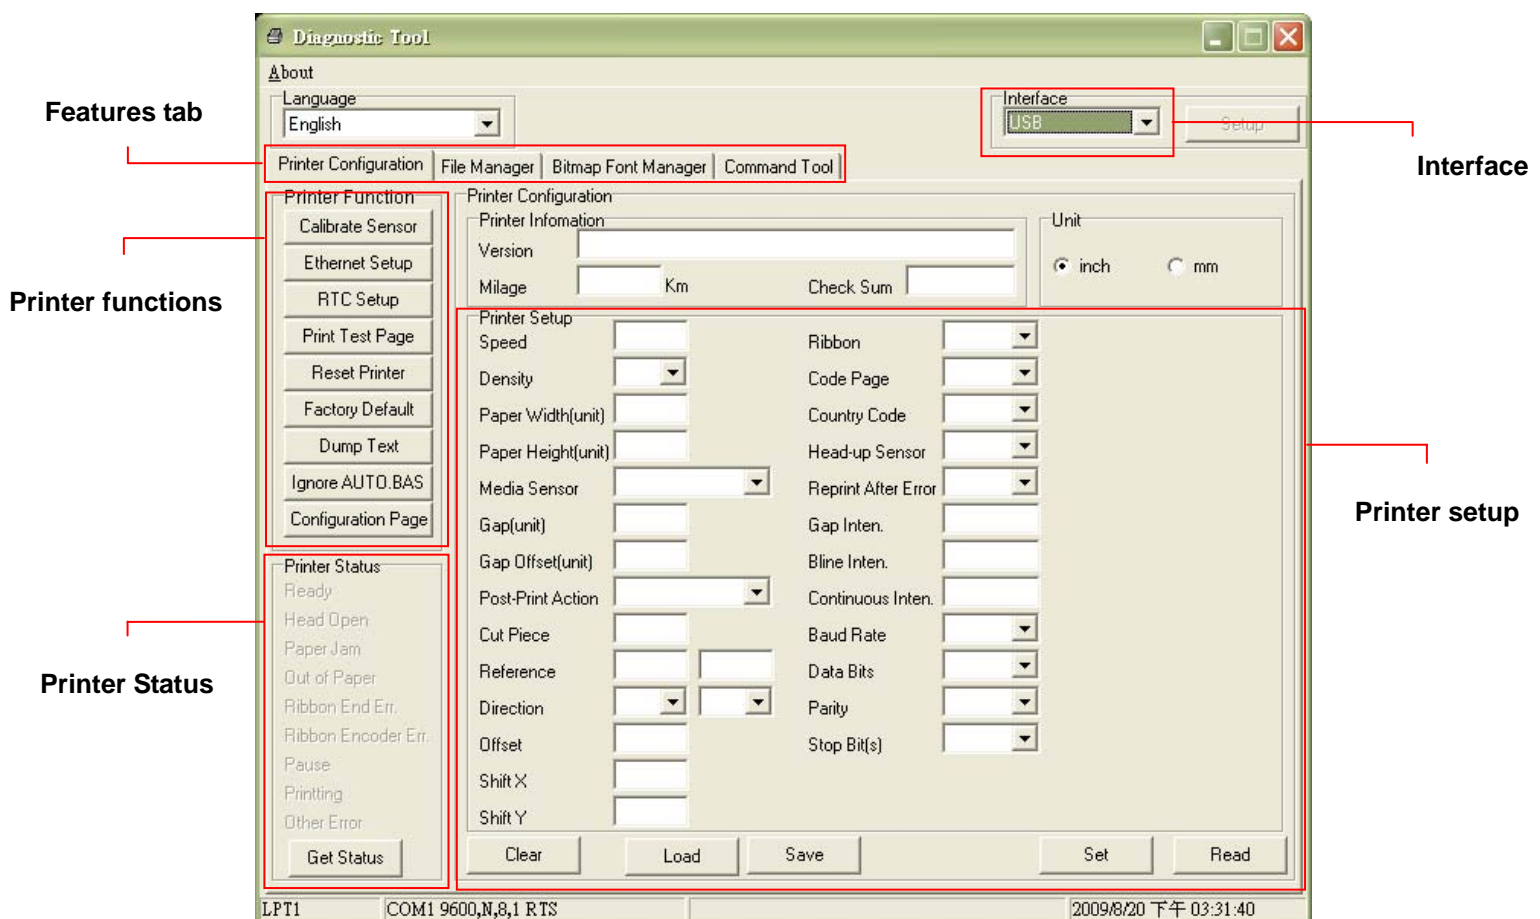 Diagnostic Tool
About
Features tab
Language
English
Interface
USB
Setup
Interface
Printer Configuration
File Manager
Bitmap Font Manager
Command Tool
Printer Function
Calibrate Sensor
Ethernet Setup
RTC Setup
Print Test Page
Reset Printer
Factory Default
Dump Text
Ignore AUTO.BAS
Configuration Page
Printer functions
Printer Configuration
Printer Infomation
Version
Milage
Km
Check Sum
Unit
inch
mm
Printer Setup
Speed
Density
Paper Width(unit)
Paper Height(unit)
Media Sensor
Gap(unit)
Gap Offset(unit)
Post-Print Action
Cut Piece
Reference
Direction
Offset
Shift X
Shift Y
Ribbon
Code Page
Country Code
Head-up Sensor
Reprint After Error
Gap Inten.
Bline Inten.
Continuous Inten.
Baud Rate
Data Bits
Parity
Stop Bit(s)
Printer setup
Printer Status
Ready
Head Open
Paper Jam
Out of Paper
Ribbon End Err.
Ribbon Encoder Err.
Pause
Printting
Other Error
Get Status
Printer Status
Clear
Load
Save
Set
Read
LPT1
COM1 9600,N,8,1 RTS
2009/8/20 下午 03:31:40